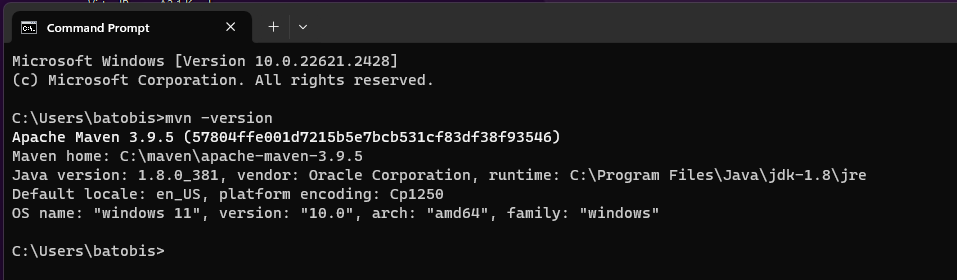 Command Prompt
Microsoft Windows [Version 10.0.22621.2428]
(c) Microsoft Corporation. All rights reserved.
C:\Users\batobis>mvn -version
Apache Maven 3.9.5 (57804ffe001d7215b5e7bcb531cf83df38f93546)
Maven home: C:\maven\apache-maven-3.9.5
Java version: 1.8.0_381, vendor: Oracle Corporation, runtime: C:\Program Files\Java\jdk-1.8\jre
Default locale: en_US, platform encoding: Cp1250
OS name: "windows 11", version: "10.0", arch: "amd64", family: "windows"
C:\Users\batobis>